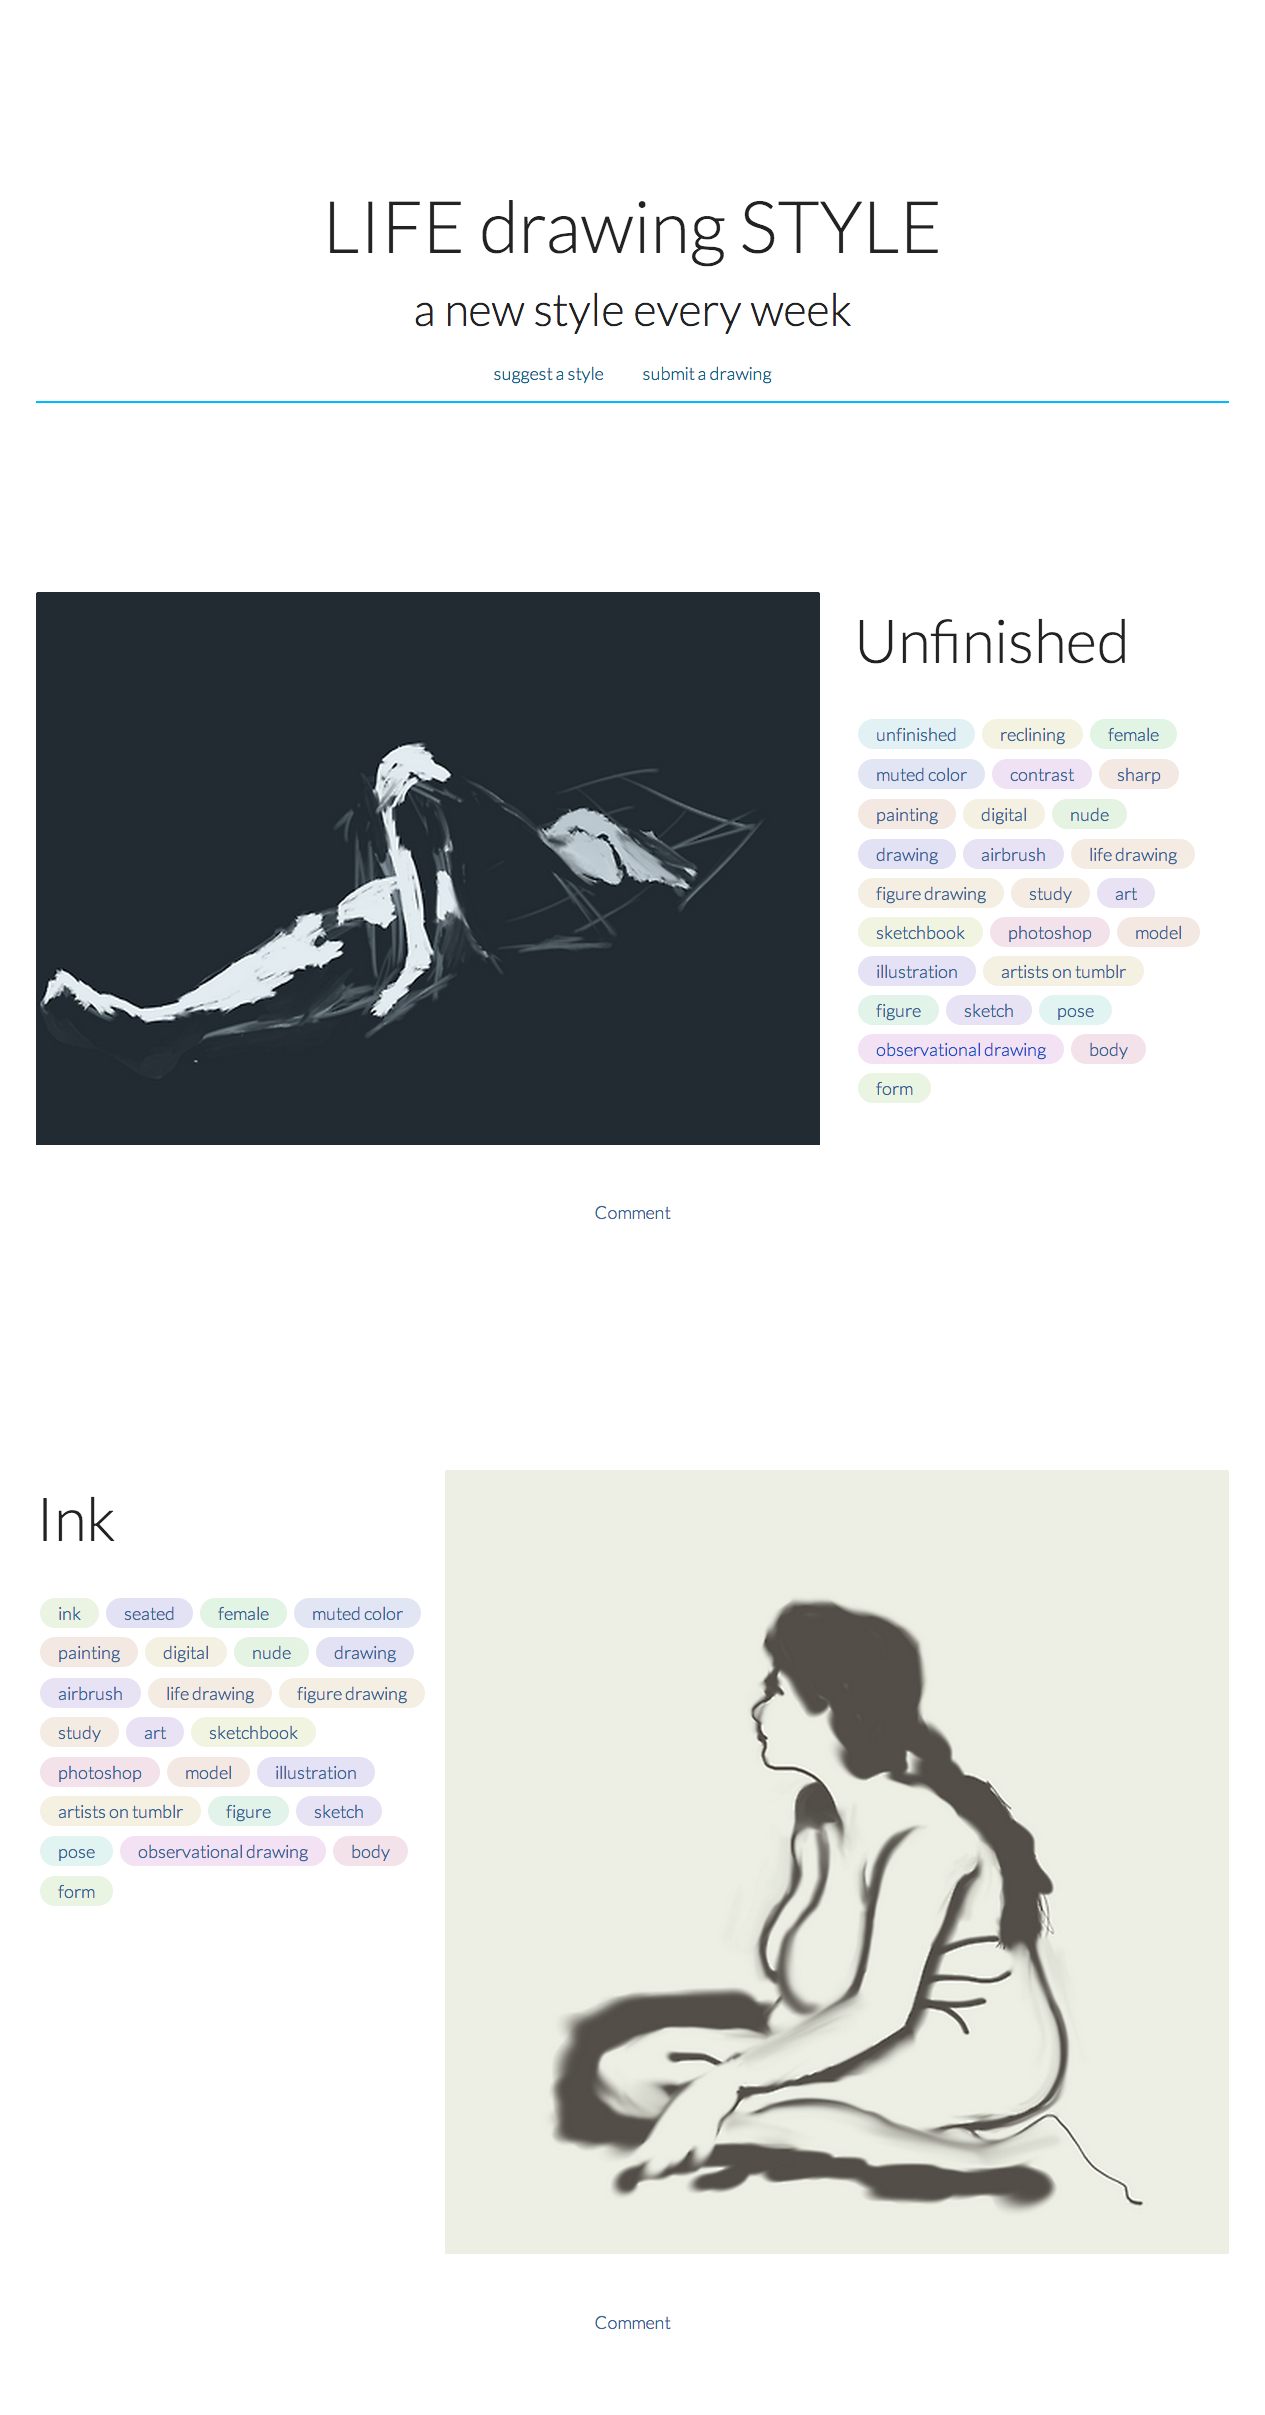 LIFE drawing STYLE
a new style every week
suggest a style submit a drawing
Unfinished
unfinished reclining female
muted color contrast sharp
painting digital nude
drawing airbrush life drawing
figure drawing study art
sketchbook photoshop model
illustration artists on tumblr
figure sketch pose
observational drawing body
form
Comment
Ink
ink seated female muted color
painting digital nude drawing
airbrush life drawing figure drawing
study art sketchbook
photoshop model illustration
artists on tumblr figure sketch
pose observational drawing body
form
Comment